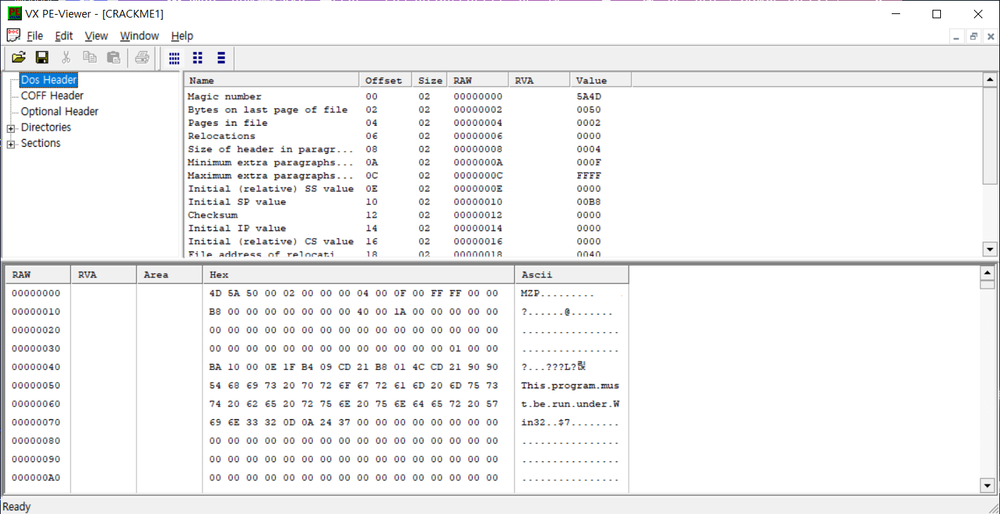 VX PE-Viewer - [CRACKME1]
File Edit View Window Help
Dos Header
COFF Header
Optional Header
Directories
Sections
Name Offset Size RAW RVA Value
Magic number 00 02 00000000 5A4D
Bytes on last page of file 02 02 00000002 0050
Pages in file 04 02 00000004 0002
Relocations 06 02 00000006 0000
Size of header in paragr... 08 02 00000008 0004
Minimum extra paragraphs... 0A 02 0000000A 000F
Maximum extra paragraphs... 0C 02 0000000C FFFF
Initial (relative) SS value 0E 02 0000000E 0000
Initial SP value 10 02 00000010 00B8
Checksum 12 02 00000012 0000
Initial IP value 14 02 00000014 0000
Initial (relative) CS value 16 02 00000016 0000
File address of relocati 18 02 00000018 0040
RAW RVA Area Hex Ascii
00000000 4D 5A 50 00 02 00 00 00 04 00 0F 00 FF FF 00 00 MZP.........
00000010 B8 00 00 00 00 00 00 00 40 00 1A 00 00 00 00 00 ?......@.......
00000020 00 00 00 00 00 00 00 00 00 00 00 00 00 00 00 00 ................
00000030 00 00 00 00 00 00 00 00 00 00 00 00 00 01 00 00 ................
00000040 BA 10 00 0E 1F B4 09 CD 21 B8 01 4C CD 21 90 90 ?...???L?릱
00000050 54 68 69 73 20 70 72 6F 67 72 61 6D 20 6D 75 73 This.program.mus
00000060 74 20 62 65 20 72 75 6E 20 75 6E 64 65 72 20 57 t.be.run.under.W
00000070 69 6E 33 32 0D 0A 24 37 00 00 00 00 00 00 00 00 in32..$7........
00000080 00 00 00 00 00 00 00 00 00 00 00 00 00 00 00 00 ................
00000090 00 00 00 00 00 00 00 00 00 00 00 00 00 00 00 00 ................
000000A0 00 00 00 00 00 00 00 00 00 00 00 00 00 00 00 00 ................
Ready